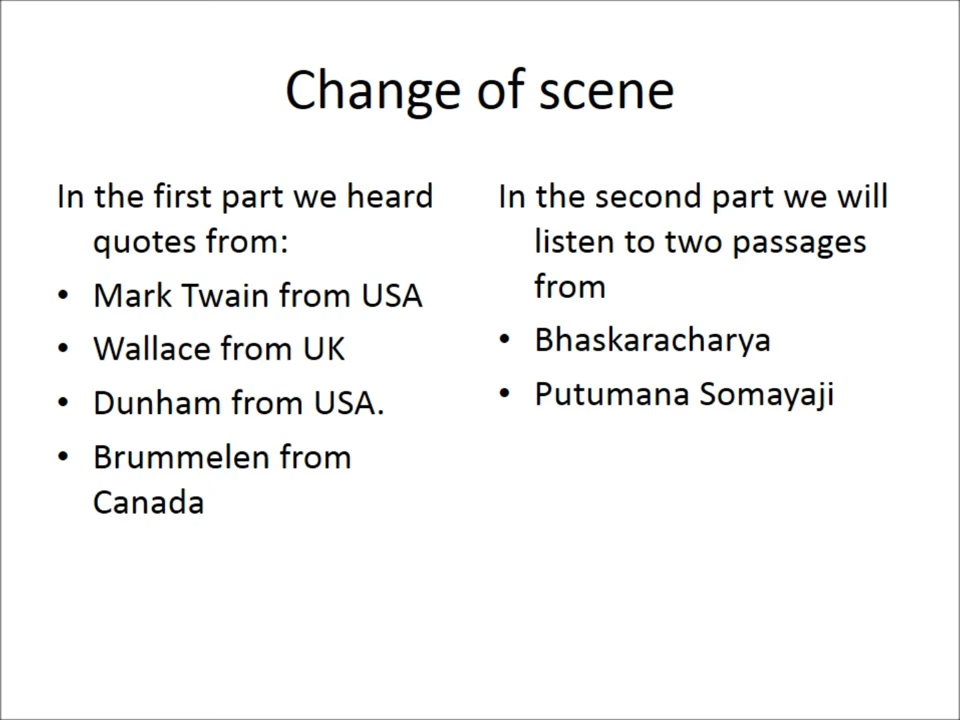 Change of scene
In the first part we heard
quotes from:
• Mark Twain from USA
• Wallace from UK
• Dunham from USA.
• Brummelen from
Canada
In the second part we will
listen to two passages
from
• Bhaskaracharya
• Putumana Somayaji